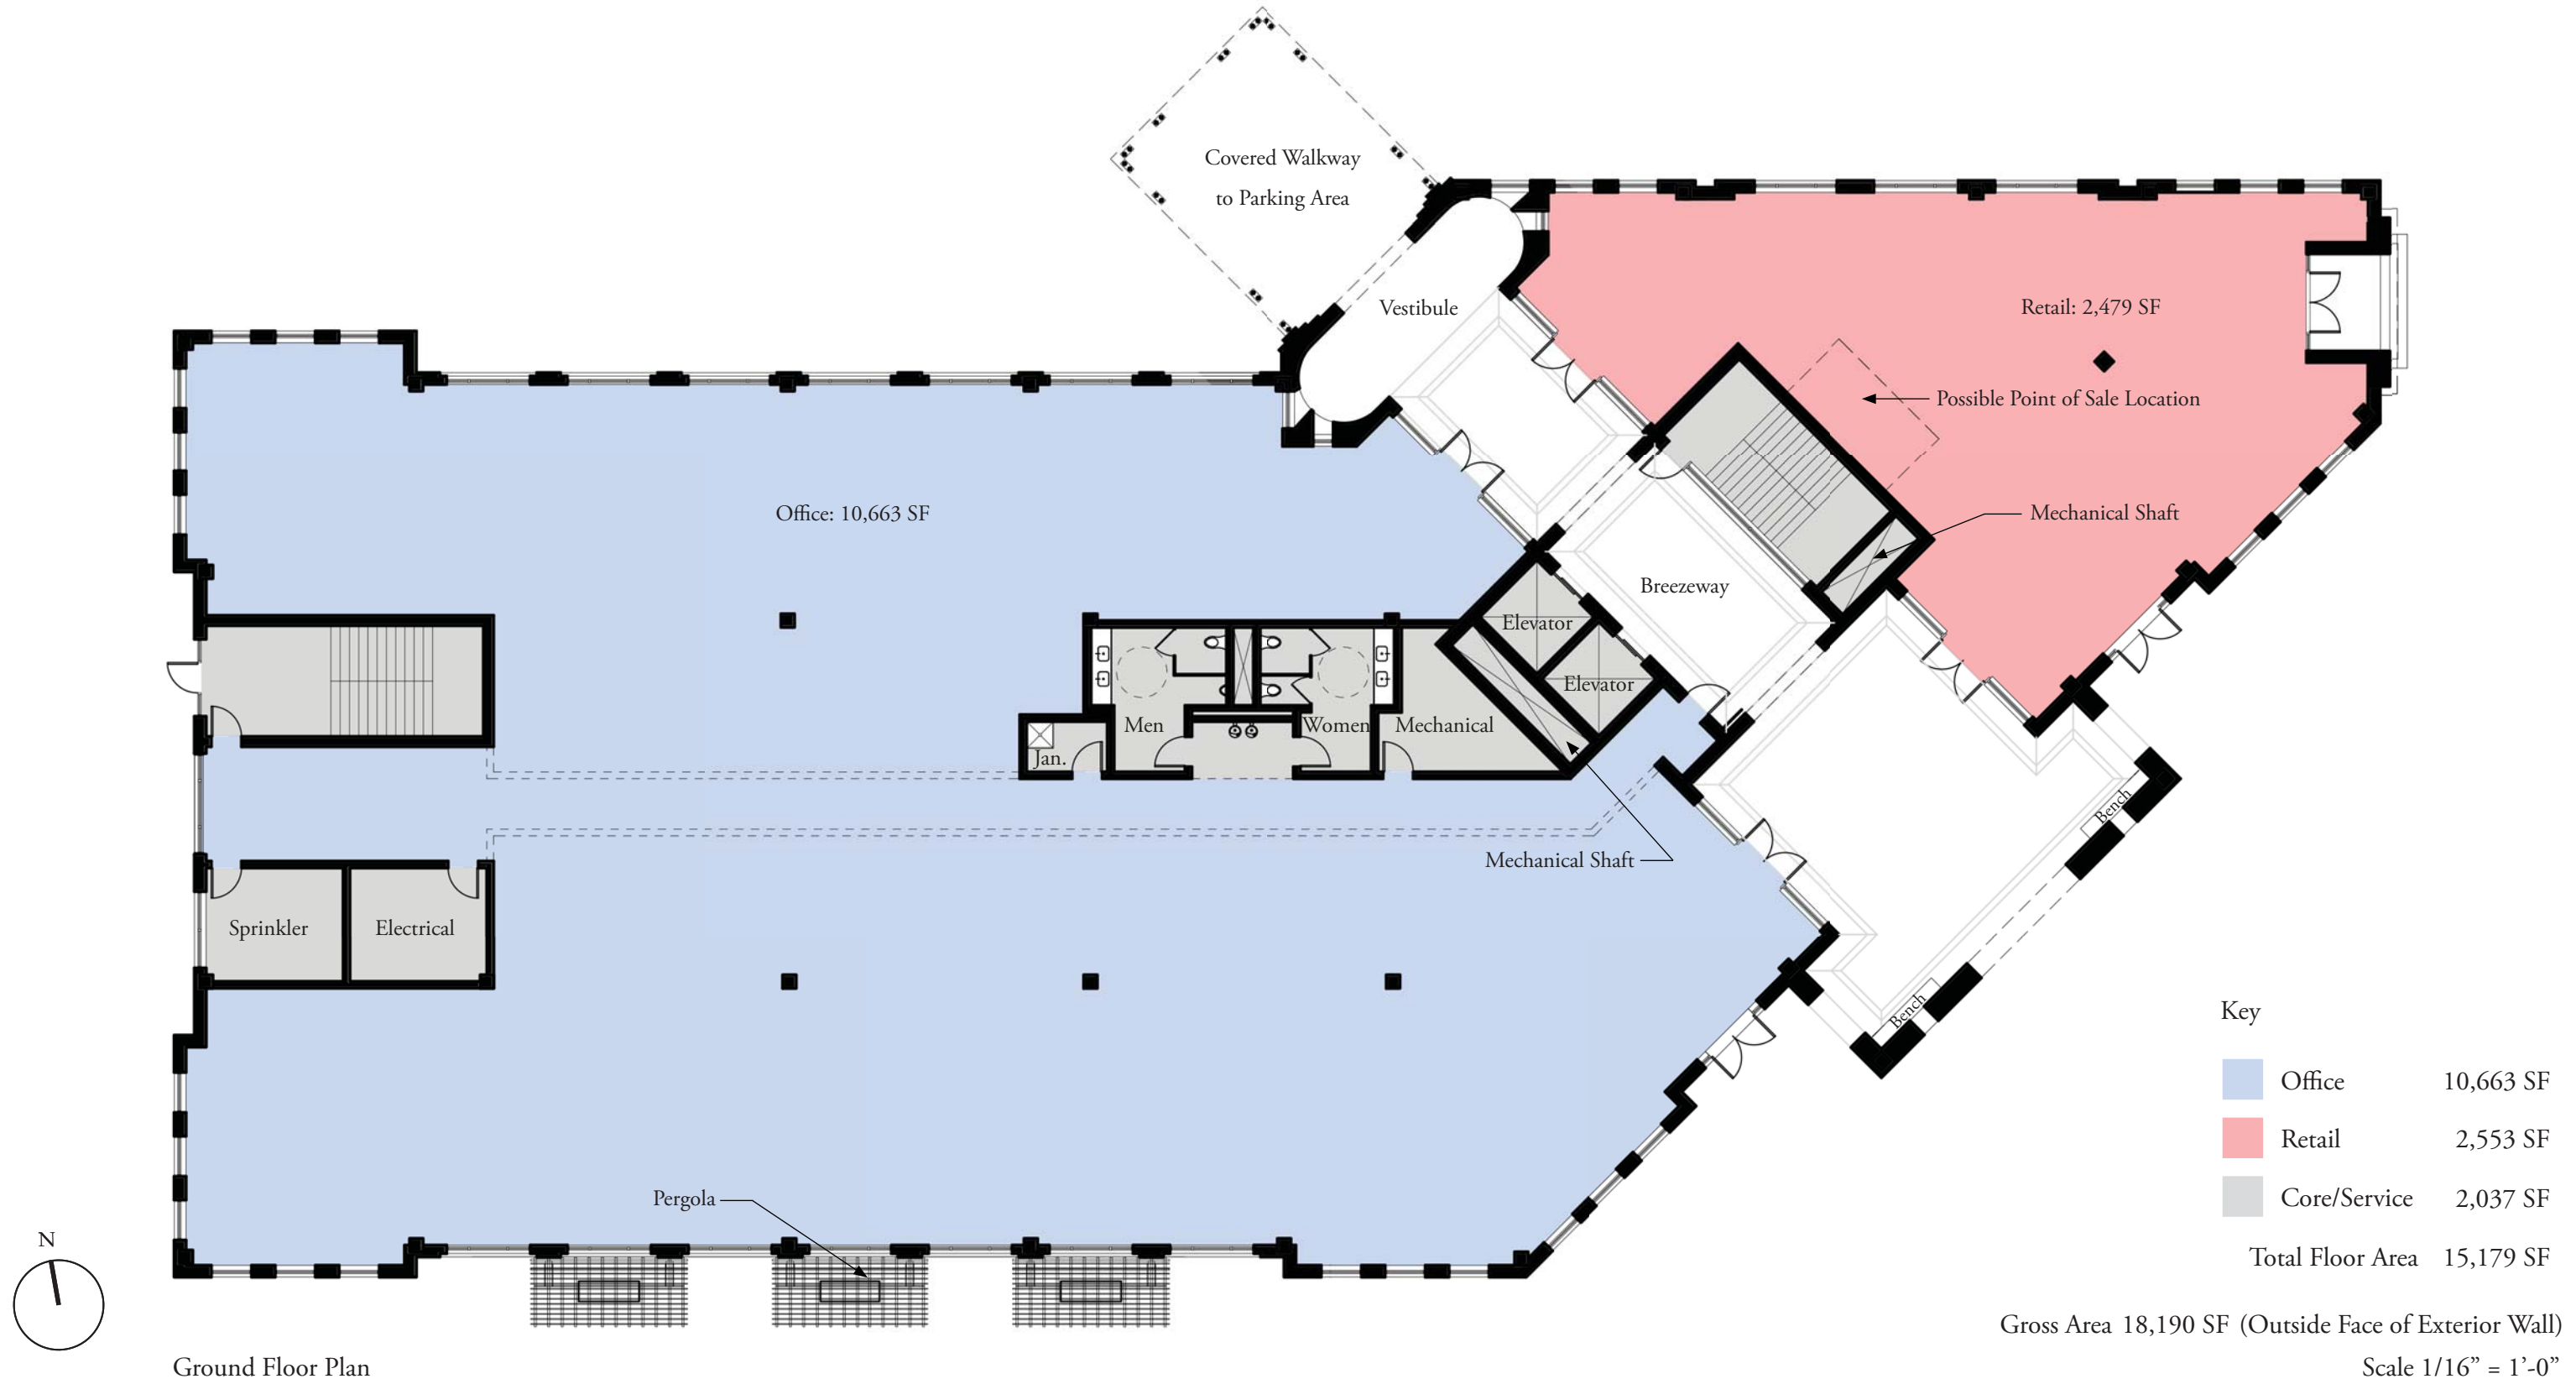 Covered Walkway
to Parking Area
Vestibule
Retail: 2,479 SF
Possible Point of Sale Location
Mechanical Shaft
Office: 10,663 SF
Breezeway
Elevator
Elevator
Men
Women
Mechanical
Jan.
Mechanical Shaft
Bench
Bench
Sprinkler
Electrical
Pergola
N
Ground Floor Plan
Key
Office 10,663 SF
Retail 2,553 SF
Core/Service 2,037 SF
Total Floor Area 15,179 SF
Gross Area 18,190 SF (Outside Face of Exterior Wall)
Scale 1/16” = 1’-0”